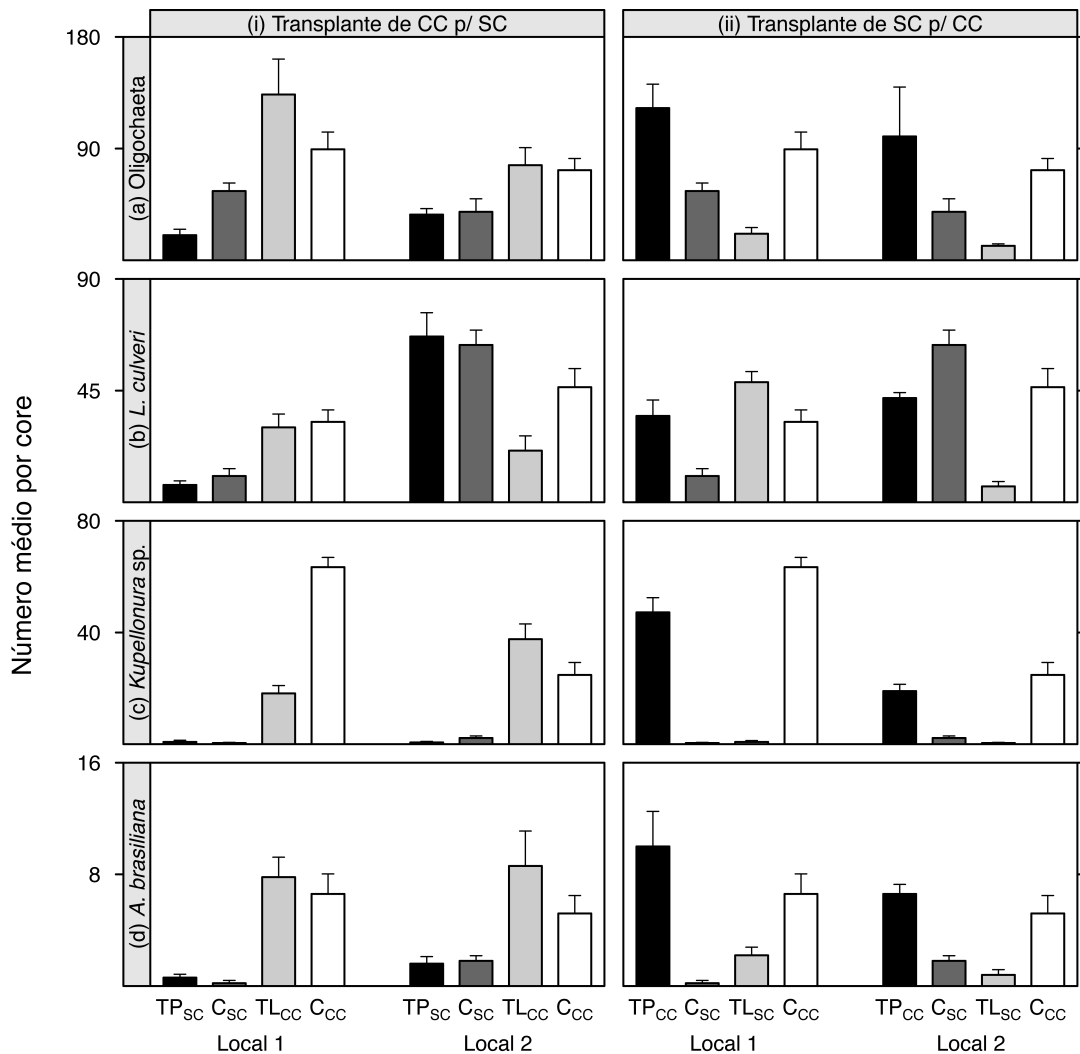 (i) Transplante de CC p/ SC
(ii) Transplante de SC p/ CC
Número médio por core
(a) Oligochaeta
180
90
(b) L. culveri
90
45
(c) Kupellonura sp.
80
40
(d) A. brasiliana
16
8
TPSC CSC TLCC CCC TPSC CSC TLCC CCC TPCC CSC TLSC CCC TPCC CSC TLSC CCC
Local 1 Local 2 Local 1 Local 2